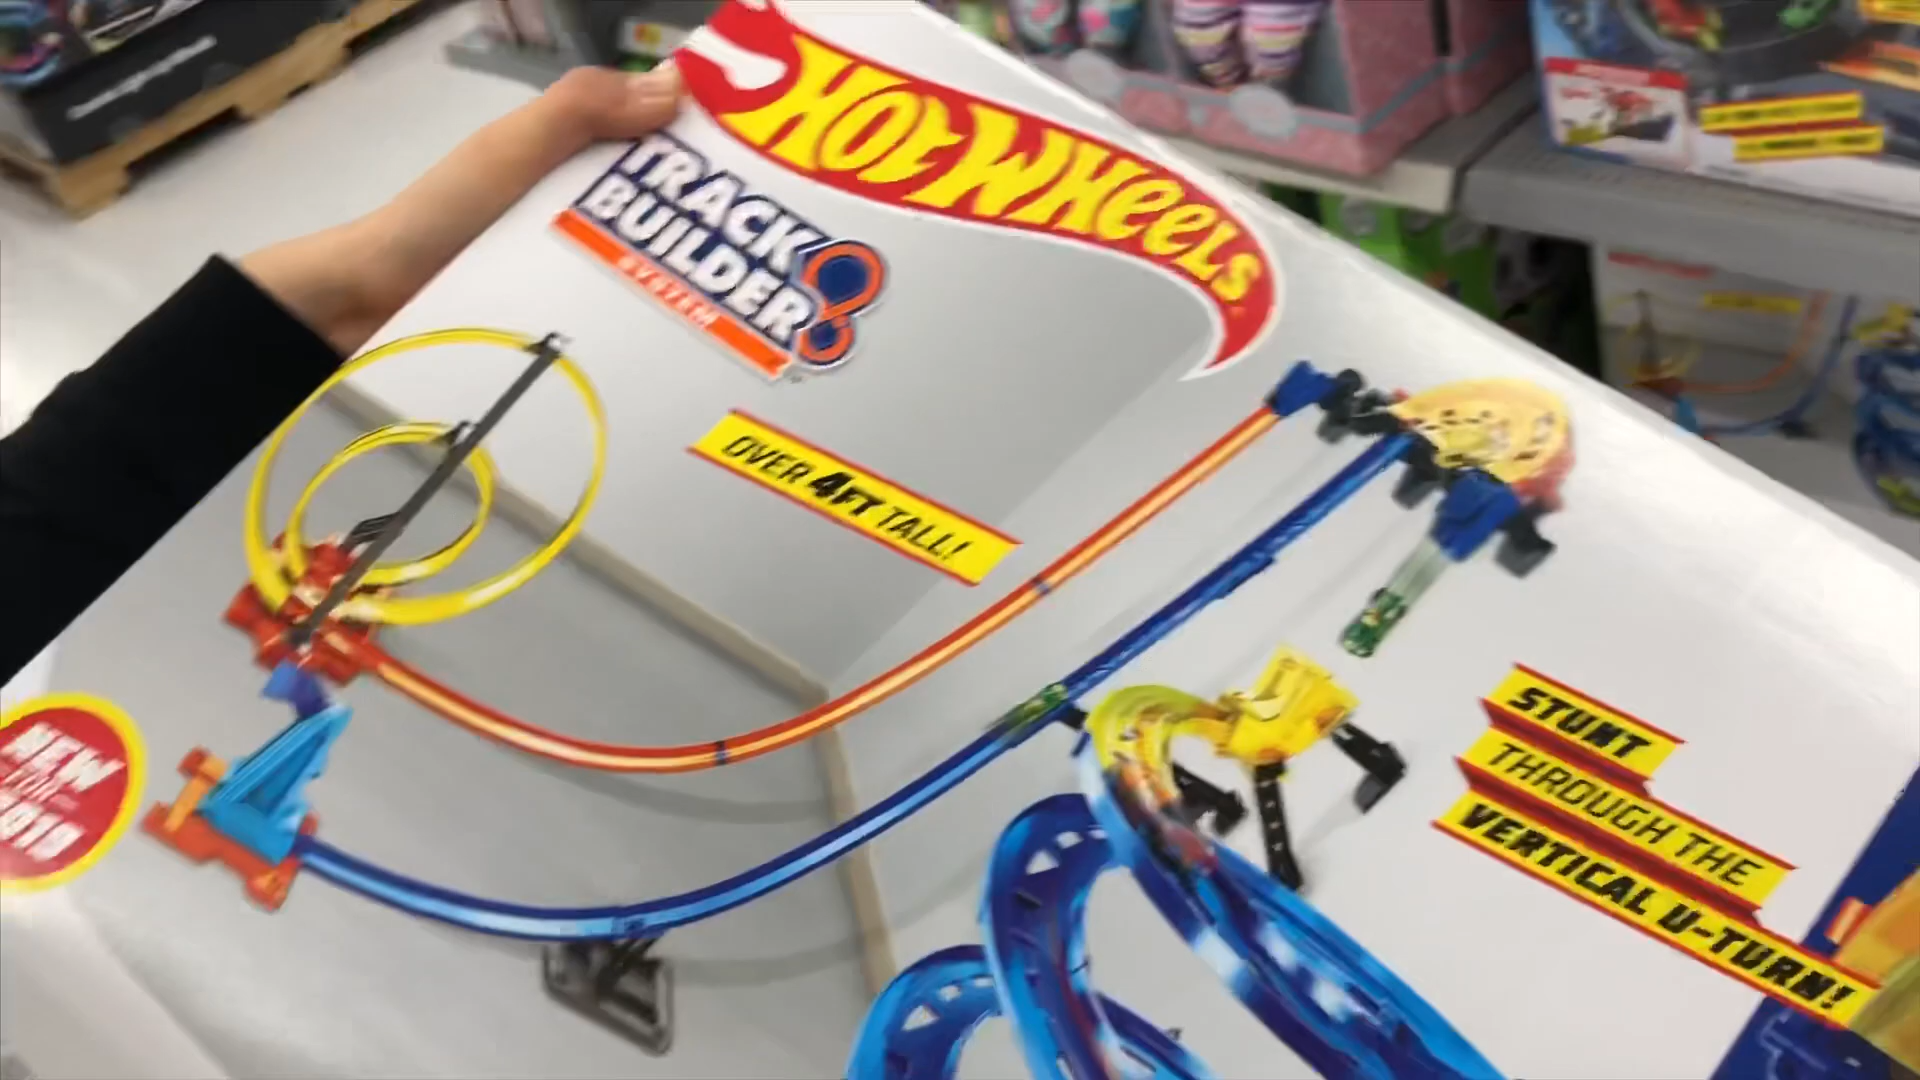 HOT WHEELS
TRACK
BUILDER
SYSTEM
OVER 4FT TALL!
STUNT
THROUGH THE
VERTICAL U-TURN!
NEW